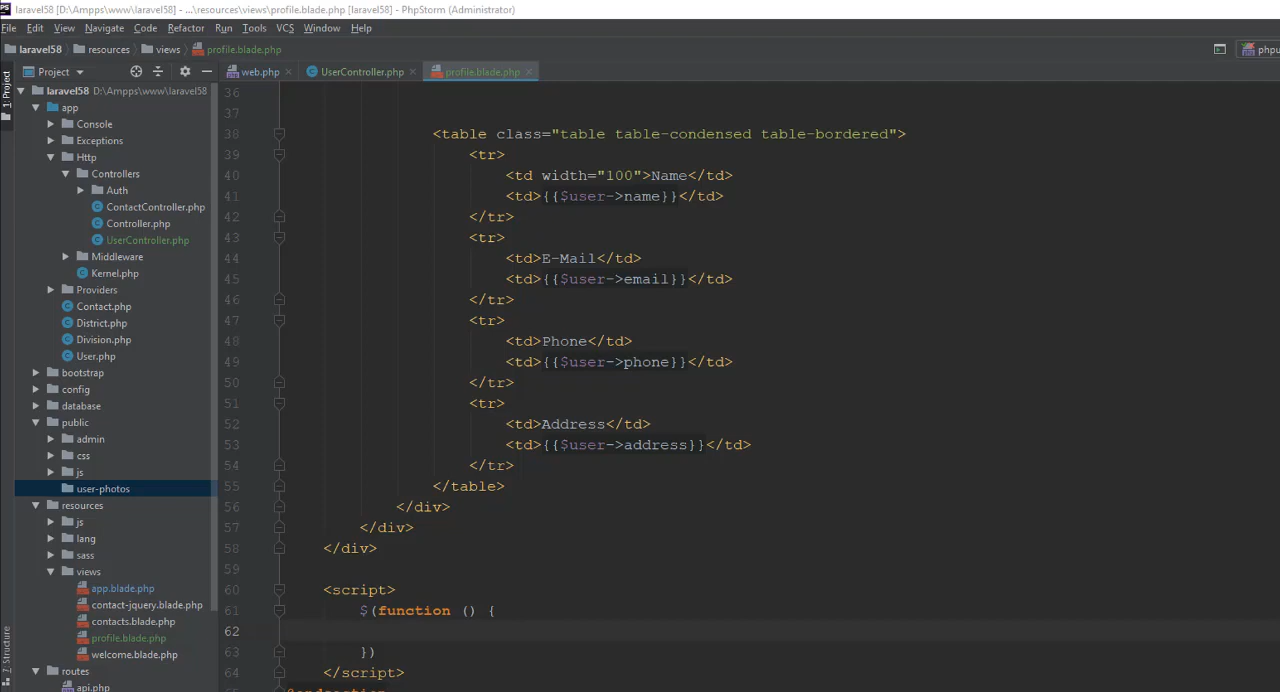 laravel58 [D:\Ampps\www\laravel58] - ...\resources\views\profile.blade.php [laravel58] - PhpStorm (Administrator)
File Edit View Navigate Code Refactor Run Tools VCS Window Help
laravel58 resources views profile.blade.php phpu
Project web.php UserController.php profile.blade.php
1: Project
7: Structure
laravel58 D:\Ampps\www\laravel58
app
Console
Exceptions
Http
Controllers
Auth
ContactController.php
Controller.php
UserController.php
Middleware
Kernel.php
Providers
Contact.php
District.php
Division.php
User.php
bootstrap
config
database
public
admin
css
js
user-photos
resources
js
lang
sass
views
app.blade.php
contact-jquery.blade.php
contacts.blade.php
profile.blade.php
welcome.blade.php
routes
api.php
36
37
38 <table class="table table-condensed table-bordered">
39 <tr>
40 <td width="100">Name</td>
41 <td>{{$user->name}}</td>
42 </tr>
43 <tr>
44 <td>E-Mail</td>
45 <td>{{$user->email}}</td>
46 </tr>
47 <tr>
48 <td>Phone</td>
49 <td>{{$user->phone}}</td>
50 </tr>
51 <tr>
52 <td>Address</td>
53 <td>{{$user->address}}</td>
54 </tr>
55 </table>
56 </div>
57 </div>
58 </div>
59
60 <script>
61 $(function () {
62
63 })
64 </script>
65 @endsection